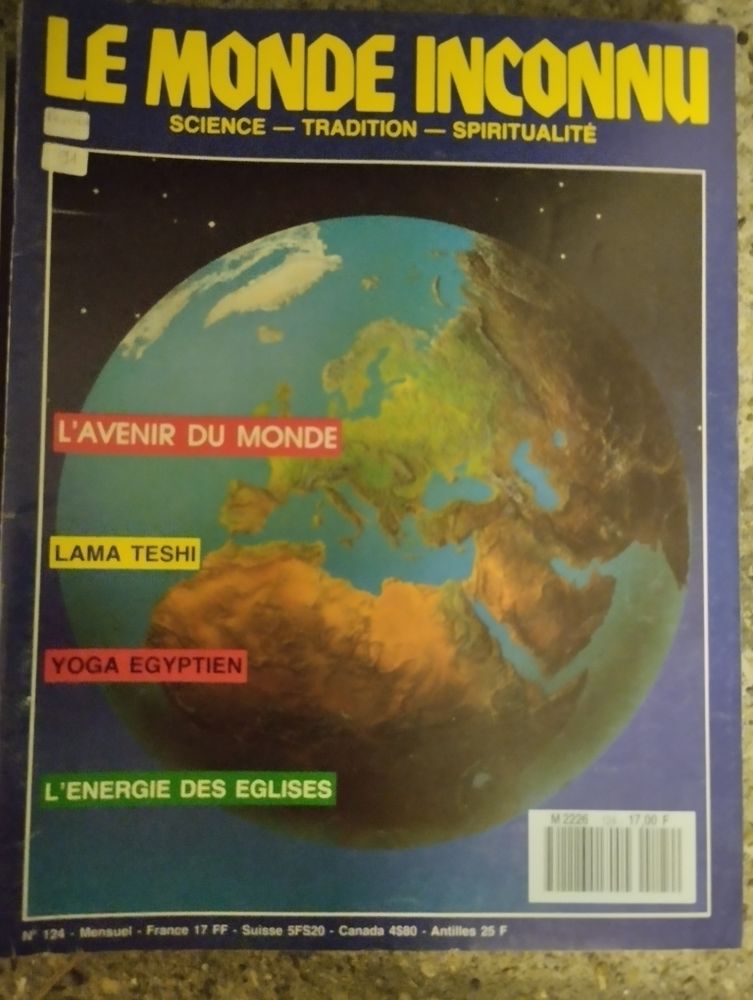 LE MONDE INCONNU
SCIENCE — TRADITION — SPIRITUALITÉ
91
L'AVENIR DU MONDE
LAMA TESHI
YOGA EGYPTIEN
L'ENERGIE DES EGLISES
M 2226 124 17,00 F
N° 124 - Mensuel - France 17 FF - Suisse 5FS20 - Canada 4$80 - Antilles 25 F